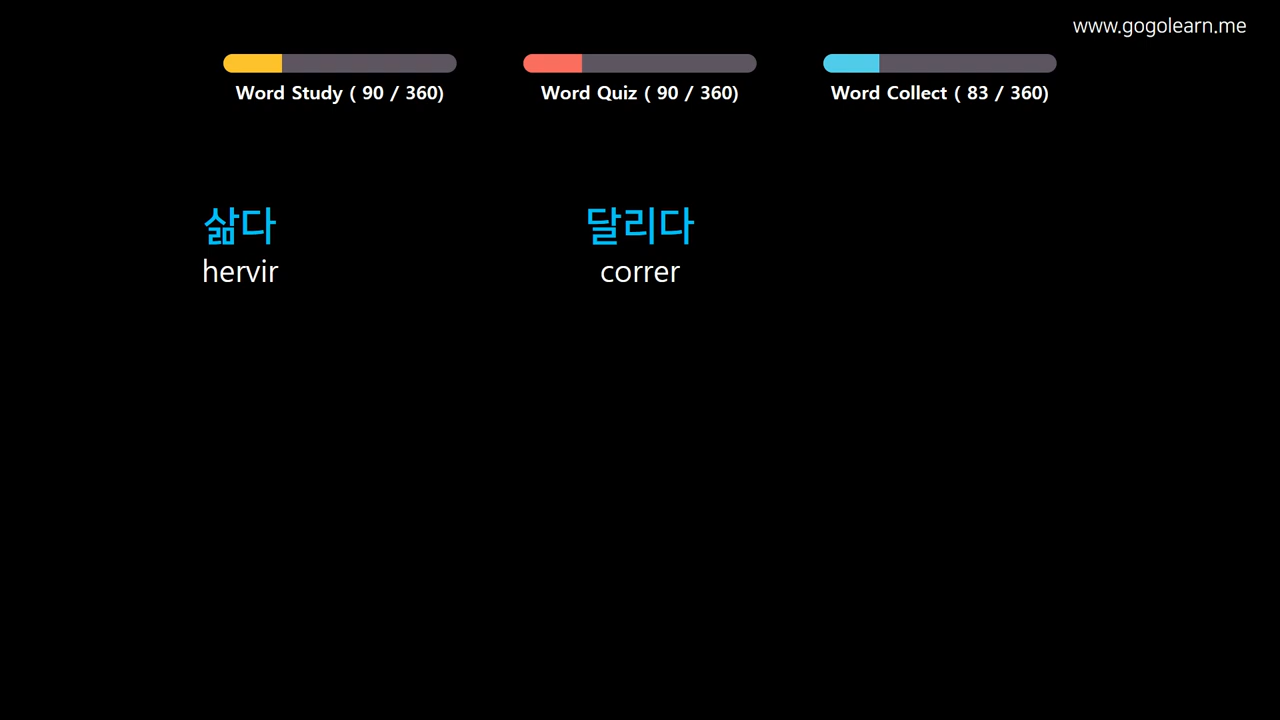 www.gogolearn.me
Word Study ( 90 / 360)
Word Quiz ( 90 / 360)
Word Collect ( 83 / 360)
삶다
hervir
달리다
correr